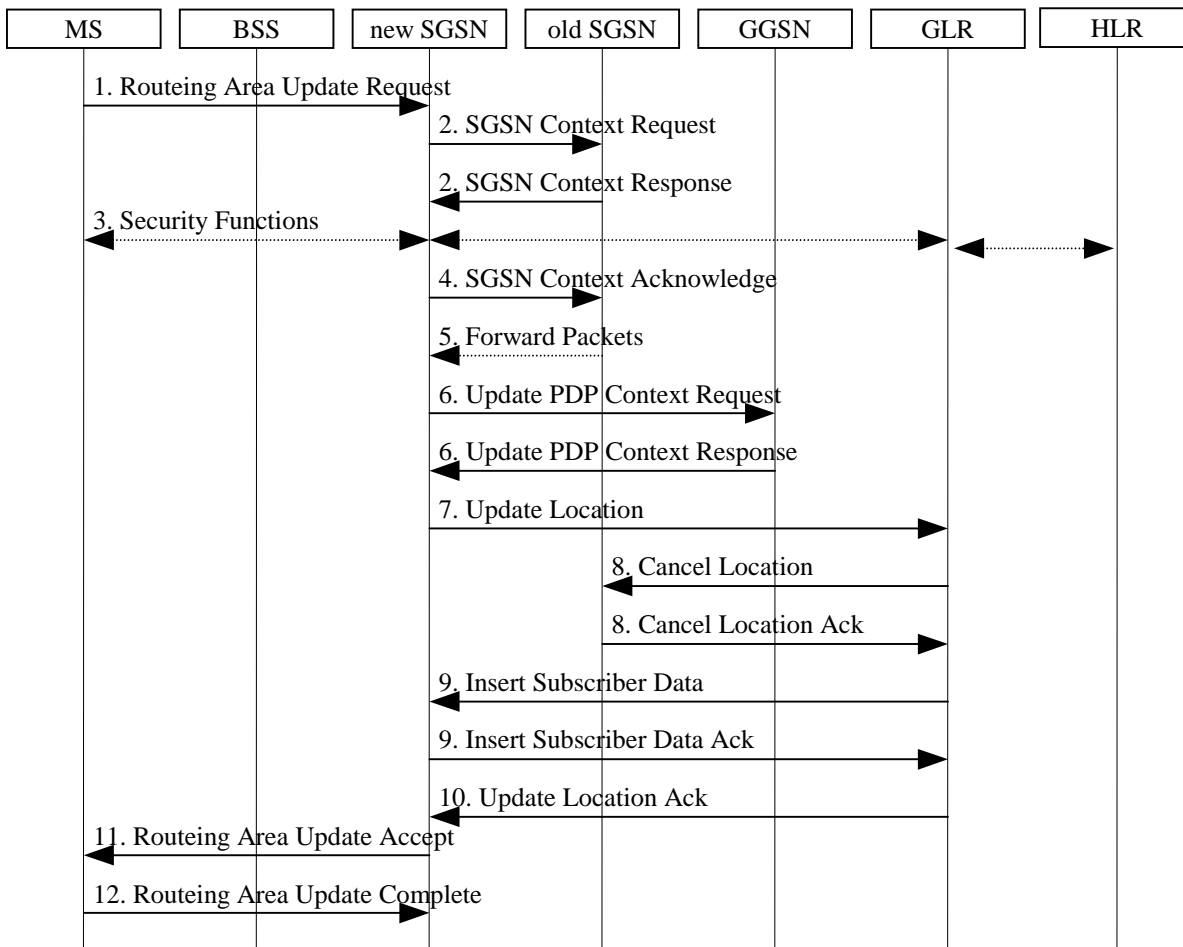 MS
BSS
new SGSN
old SGSN
GGSN
GLR
HLR
1. Routeing Area Update Request
2. SGSN Context Request
2. SGSN Context Response
3. Security Functions
4. SGSN Context Acknowledge
5. Forward Packets
6. Update PDP Context Request
6. Update PDP Context Response
7. Update Location
8. Cancel Location
8. Cancel Location Ack
9. Insert Subscriber Data
9. Insert Subscriber Data Ack
10. Update Location Ack
11. Routeing Area Update Accept
12. Routeing Area Update Complete